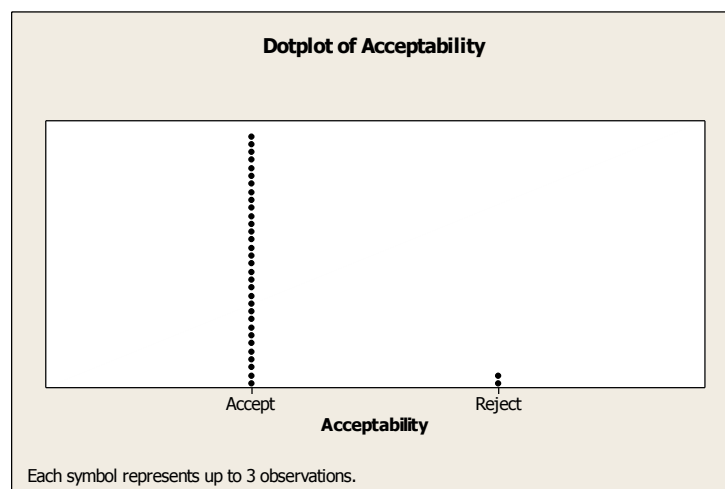 Dotplot of Acceptability
Accept Reject
Acceptability
Each symbol represents up to 3 observations.